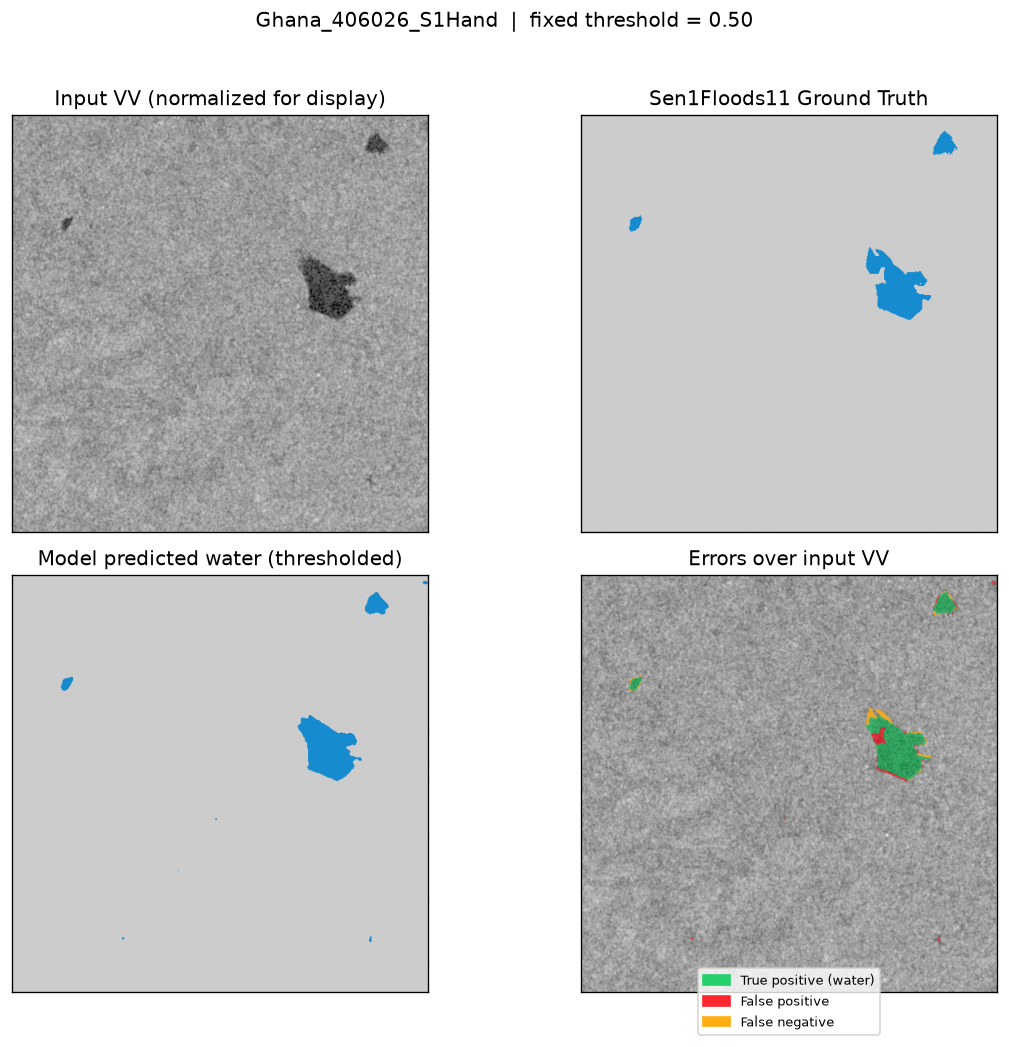 Ghana_406026_S1Hand  |  fixed threshold = 0.50
Input VV (normalized for display)
Sen1Floods11 Ground Truth
Model predicted water (thresholded)
Errors over input VV
True positive (water)
False positive
False negative